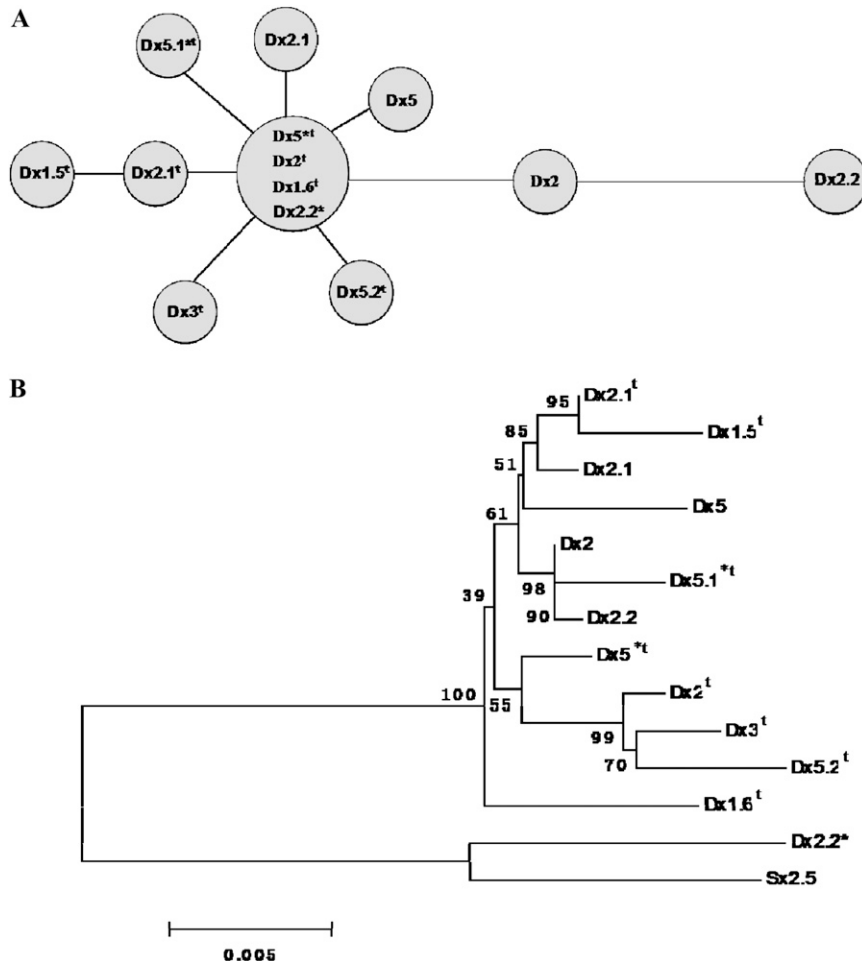 A
Dx5.1*t
Dx2.1
Dx5
Dx1.5t
Dx2.1t
Dx5*t
Dx2t
Dx1.6t
Dx2.2*
Dx2
Dx2.2
Dx3t
Dx5.2t
B
95
Dx2.1t
85
Dx1.5t
51
Dx2.1
Dx5
61
Dx2
98
Dx5.1*t
39
90
Dx2.2
Dx5*t
100
55
Dx2t
99
Dx3t
70
Dx5.2t
Dx1.6t
Dx2.2*
Sx2.5
0.005